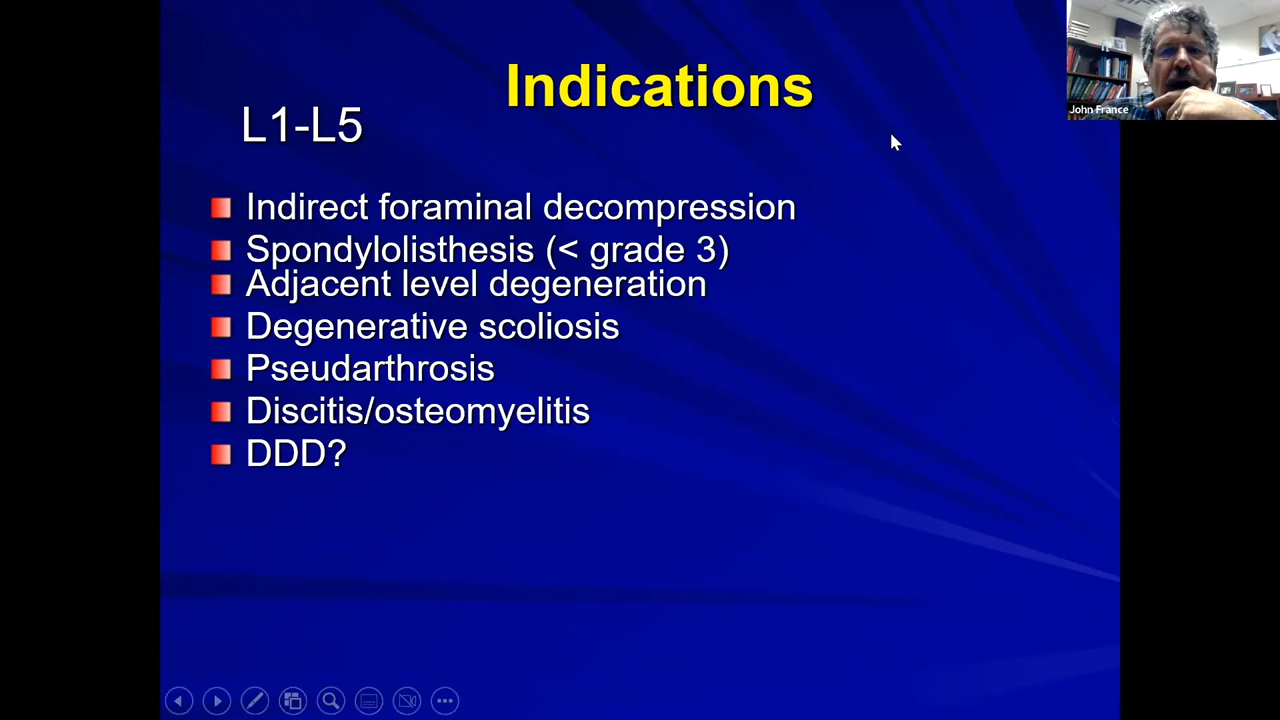 Indications
L1-L5
Indirect foraminal decompression
Spondylolisthesis (< grade 3)
Adjacent level degeneration
Degenerative scoliosis
Pseudarthrosis
Discitis/osteomyelitis
DDD?
John France